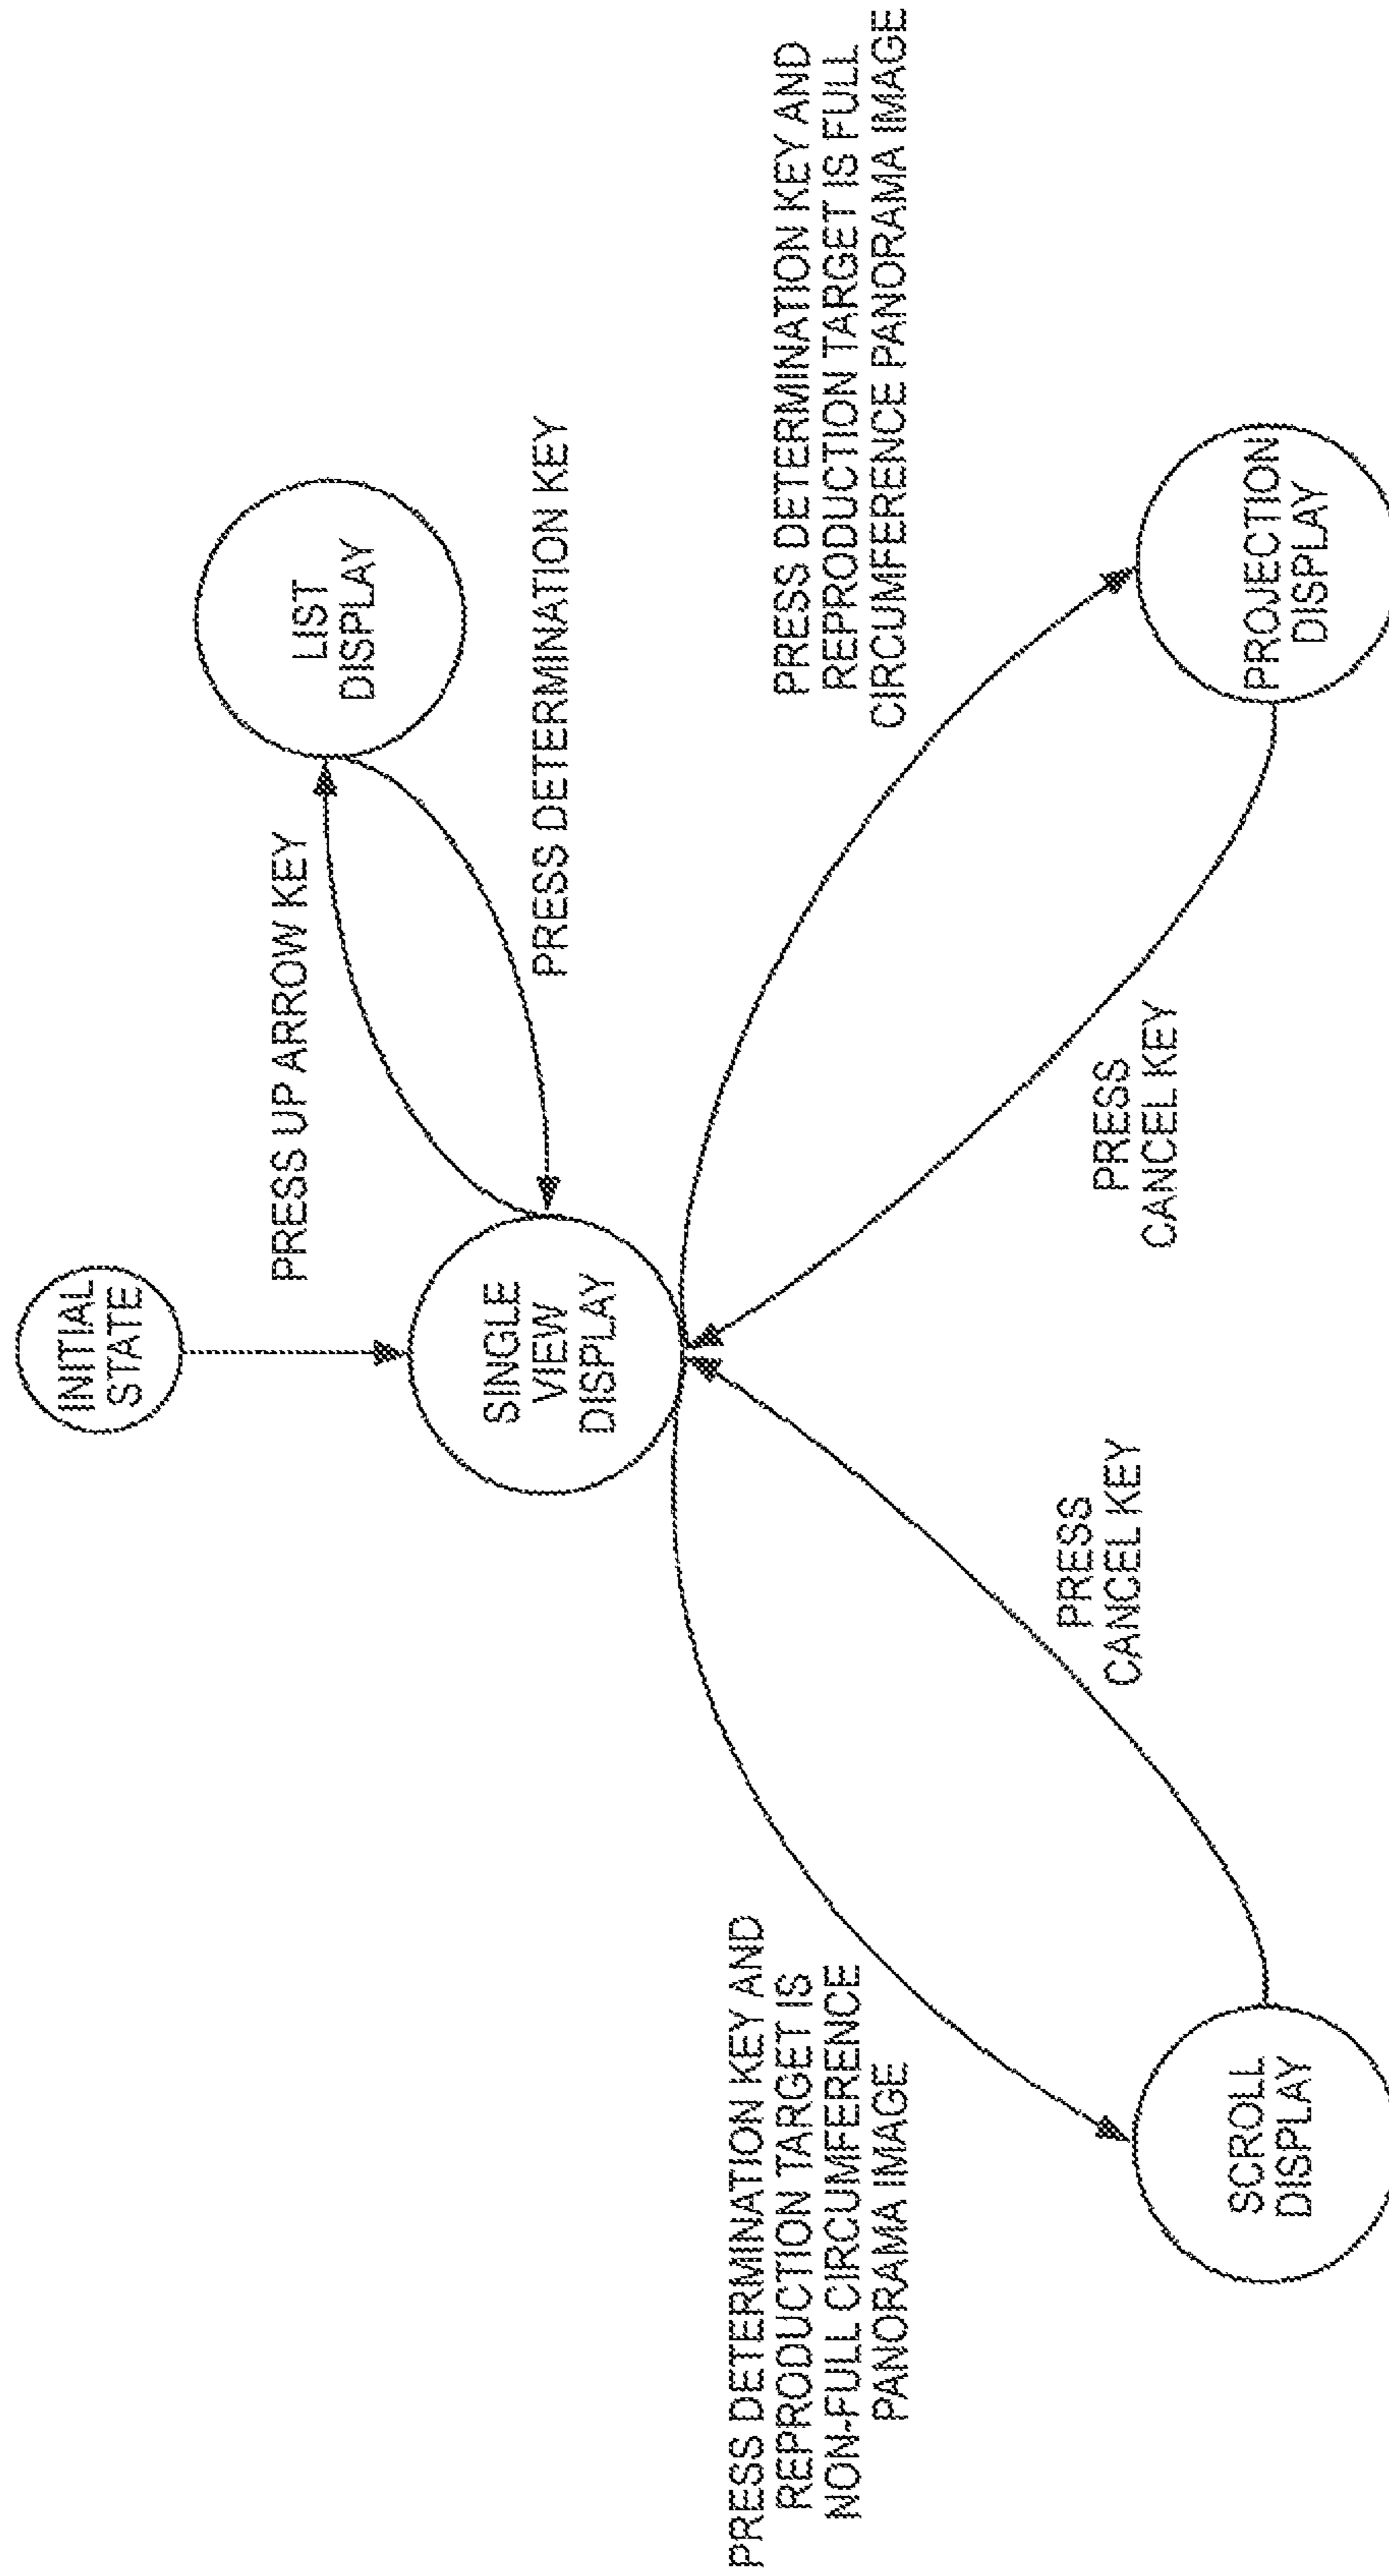 INITIAL
STATE
PRESS UP ARROW KEY
LIST
DISPLAY
SINGLE
VIEW
DISPLAY
PRESS DETERMINATION KEY
PRESS DETERMINATION KEY AND
REPRODUCTION TARGET IS
NON-FULL CIRCUMFERENCE
PANORAMA IMAGE
PRESS DETERMINATION KEY AND
REPRODUCTION TARGET IS FULL
CIRCUMFERENCE PANORAMA IMAGE
PRESS
CANCEL KEY
PRESS
CANCEL KEY
SCROLL
DISPLAY
PROJECTION
DISPLAY